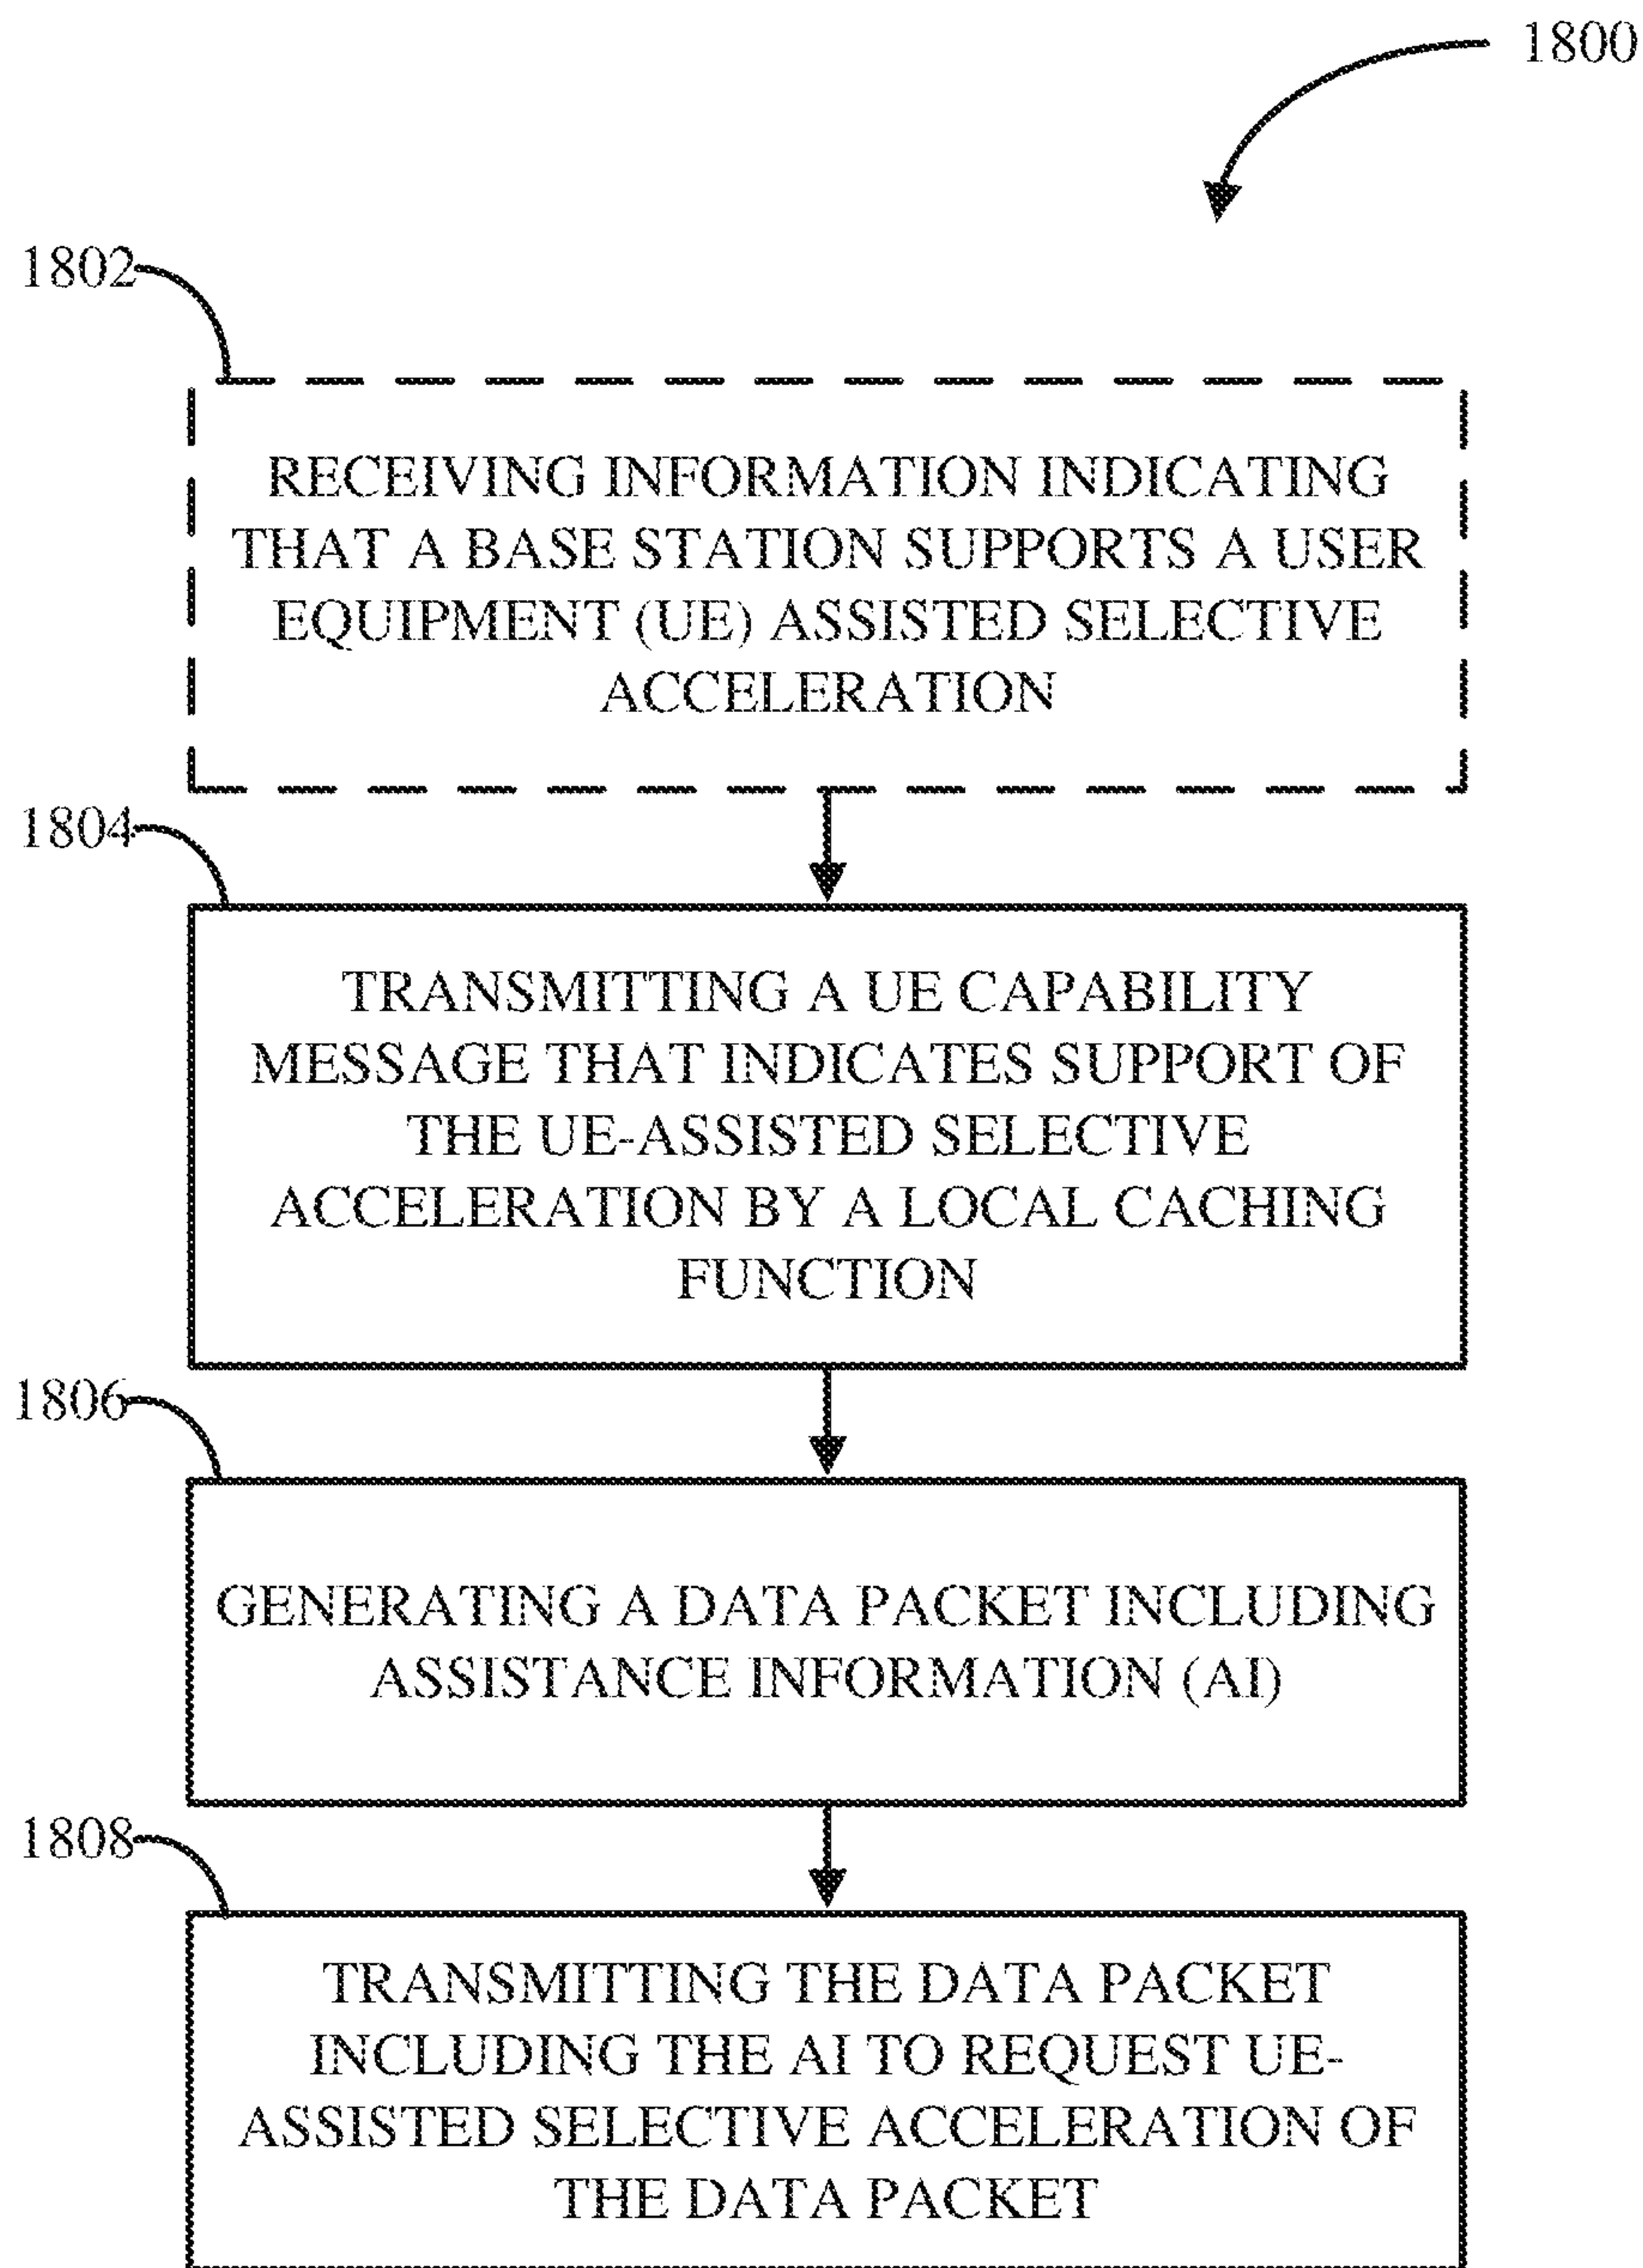 1800
1802
RECEIVING INFORMATION INDICATING
THAT A BASE STATION SUPPORTS A USER
EQUIPMENT (UE) ASSISTED SELECTIVE
ACCELERATION
1804
TRANSMITTING A UE CAPABILITY
MESSAGE THAT INDICATES SUPPORT OF
THE UE-ASSISTED SELECTIVE
ACCELERATION BY A LOCAL CACHING
FUNCTION
1806
GENERATING A DATA PACKET INCLUDING
ASSISTANCE INFORMATION (AI)
1808
TRANSMITTING THE DATA PACKET
INCLUDING THE AI TO REQUEST UE-
ASSISTED SELECTIVE ACCELERATION OF
THE DATA PACKET